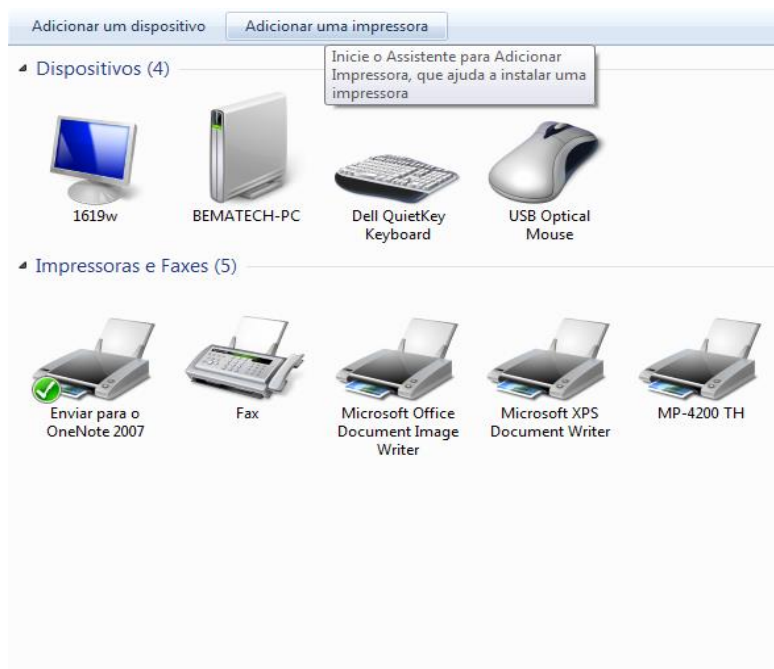 Adicionar um dispositivo
Adicionar uma impressora
Inicie o Assistente para Adicionar
Impressora, que ajuda a instalar uma
impressora
Dispositivos (4)
1619w
BEMATECH-PC
Dell QuietKey
Keyboard
USB Optical
Mouse
Impressoras e Faxes (5)
Enviar para o
OneNote 2007
Fax
Microsoft Office
Document Image
Writer
Microsoft XPS
Document Writer
MP-4200 TH